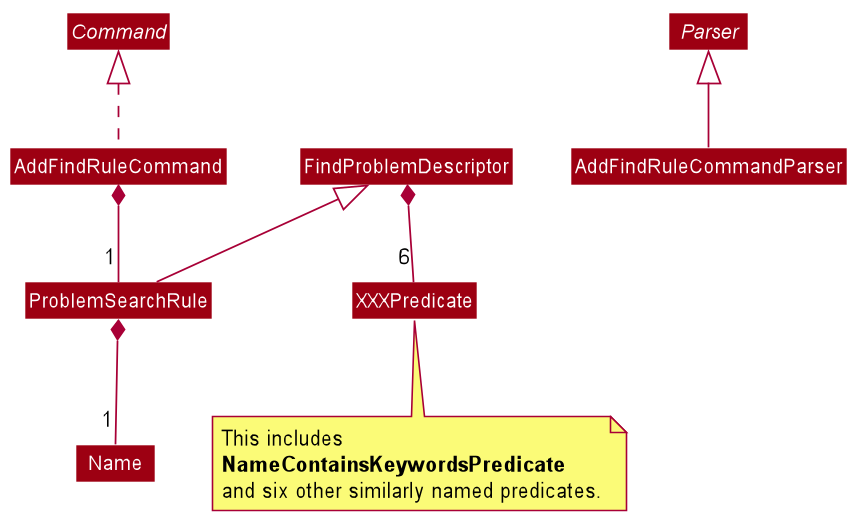 Command
Parser
AddFindRuleCommand
FindProblemDescriptor
AddFindRuleCommandParser
1
6
ProblemSearchRule
XXXPredicate
1
This includes
NameContainsKeywordsPredicate
and six other similarly named predicates.
Name